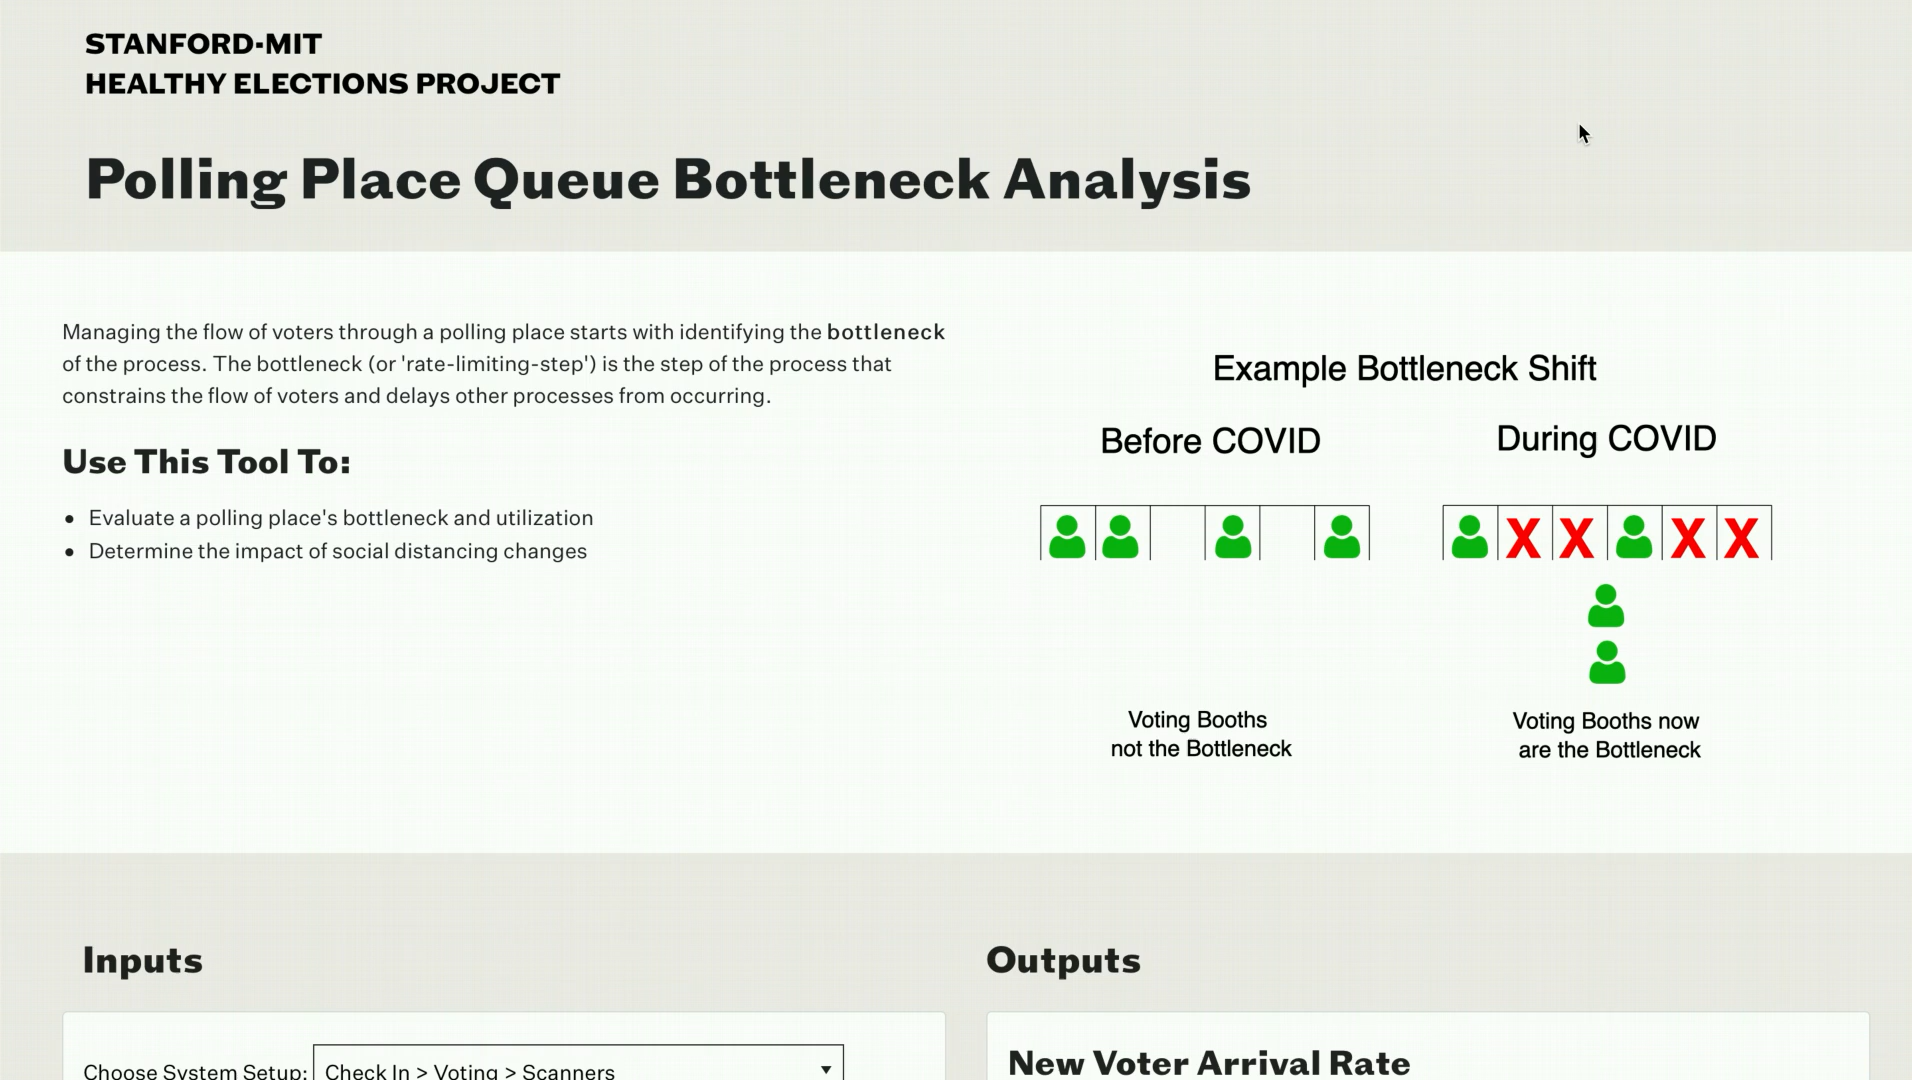 STANFORD-MIT
HEALTHY ELECTIONS PROJECT
Polling Place Queue Bottleneck Analysis
Managing the flow of voters through a polling place starts with identifying the bottleneck
of the process. The bottleneck (or 'rate-limiting-step') is the step of the process that
constrains the flow of voters and delays other processes from occurring.
Use This Tool To:
• Evaluate a polling place's bottleneck and utilization
• Determine the impact of social distancing changes
Example Bottleneck Shift
Before COVID
During COVID
X X X X
Voting Booths
not the Bottleneck
Voting Booths now
are the Bottleneck
Inputs
Choose System Setup: Check In > Voting > Scanners
Outputs
New Voter Arrival Rate